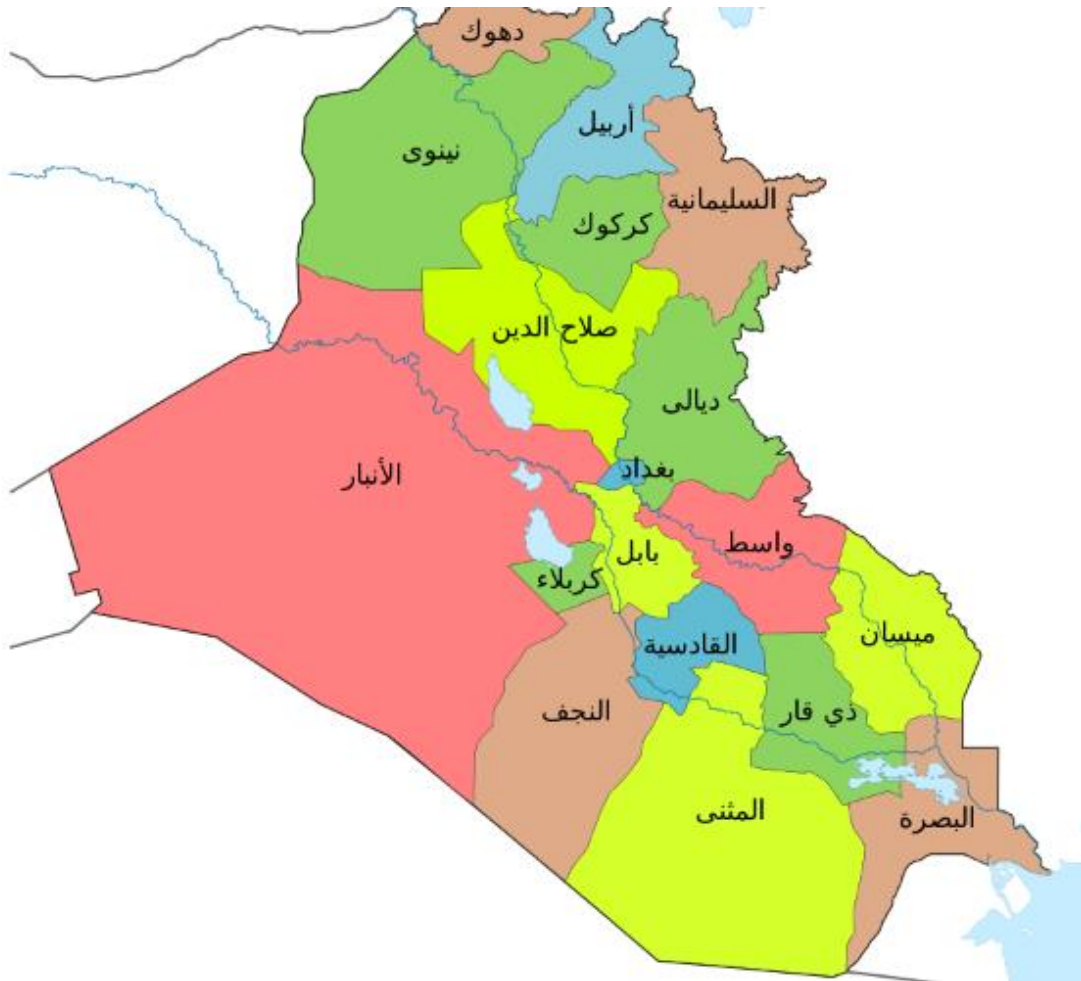 دهوك
أربيل
نينوى
السليمانية
كركوك
صلاح الدين
ديالى
بغداد
الأنبار
واسط
بابل
كربلاء
ميسان
القادسية
ذي قار
النجف
المثنى
البصرة